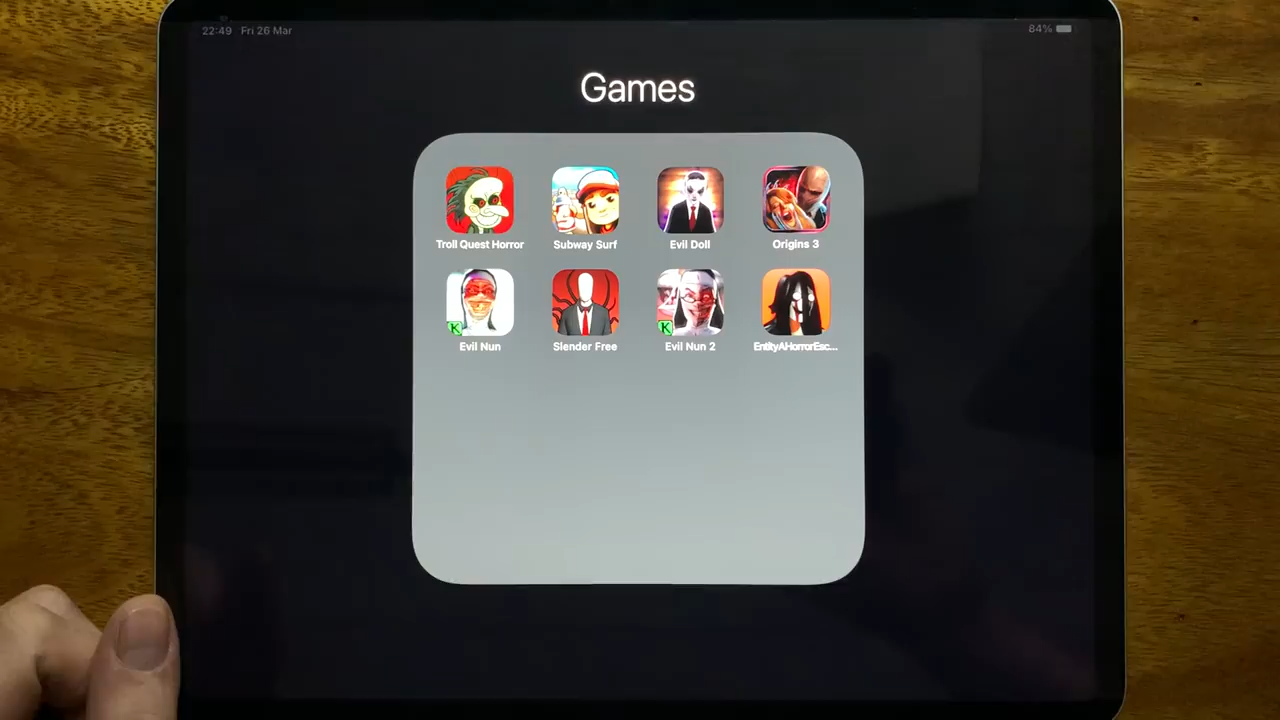 22:49 Fri 26 Mar
84%
Games
Troll Quest Horror
Subway Surf
Evil Doll
Origins 3
K
Evil Nun
Slender Free
K
Evil Nun 2
EntityAHorrorEsc...